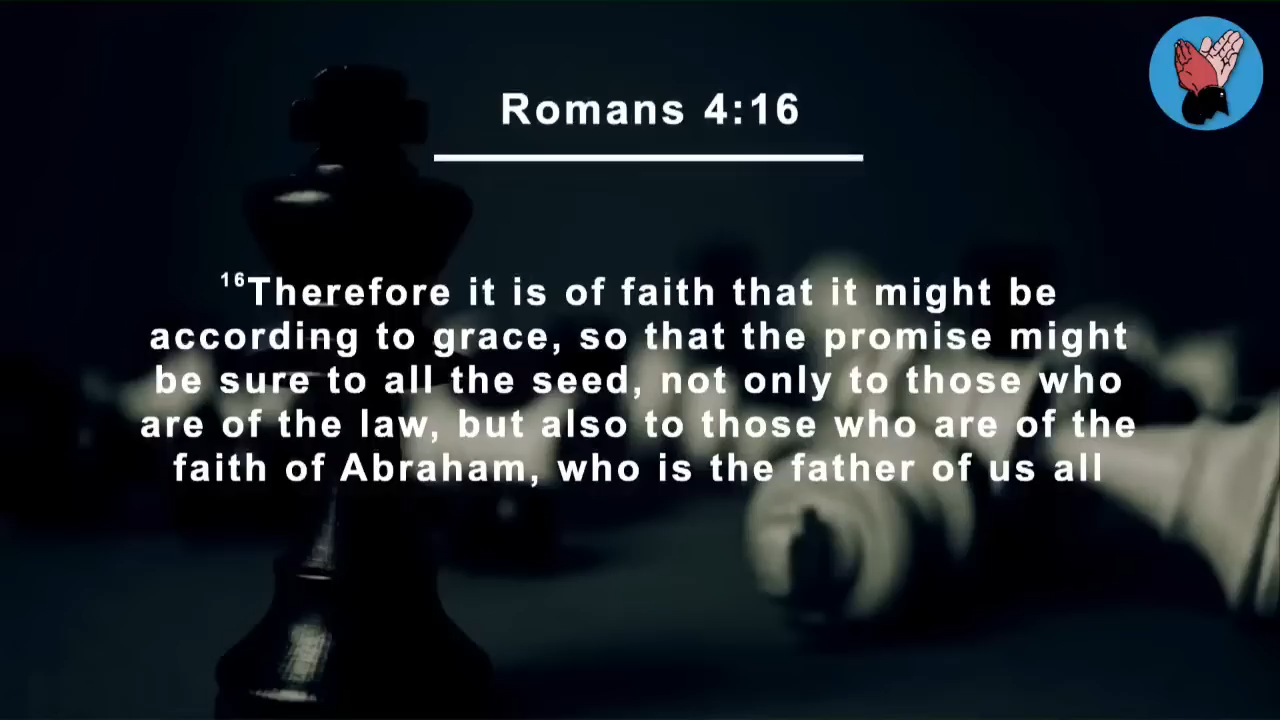 Romans 4:16
¹⁶Therefore it is of faith that it might be
according to grace, so that the promise might
be sure to all the seed, not only to those who
are of the law, but also to those who are of the
faith of Abraham, who is the father of us all